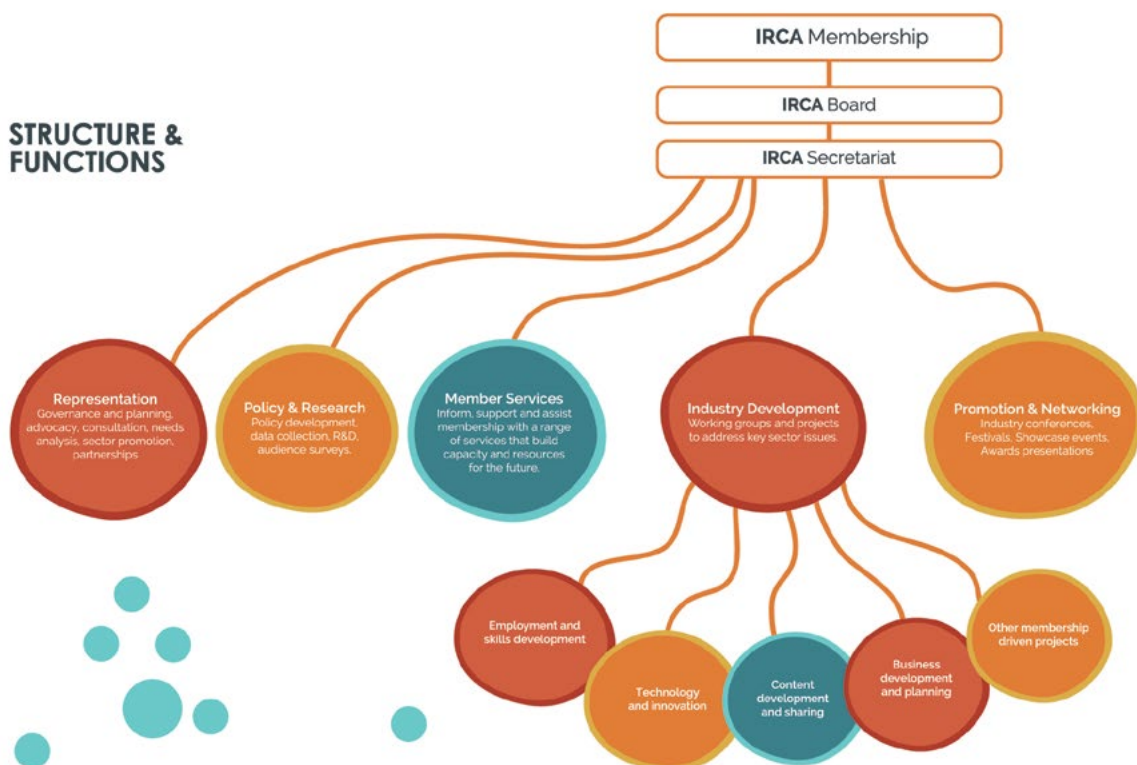 IRCA Membership
IRCA Board
IRCA Secretariat
STRUCTURE &
FUNCTIONS
Representation
Governance and planning,
advocacy, consultation, needs
analysis, sector promotion,
partnerships
Policy & Research
Policy development,
data collection, R&D,
audience surveys.
Member Services
Inform, support and assist
membership with a range
of services that build
capacity and resources
for the future.
Industry Development
Working groups and projects
to address key sector issues.
Promotion & Networking
Industry conferences,
Festivals, Showcase events,
Awards presentations
Employment and
skills development
Technology
and innovation
Content
development
and sharing
Business
development
and planning
Other membership
driven projects